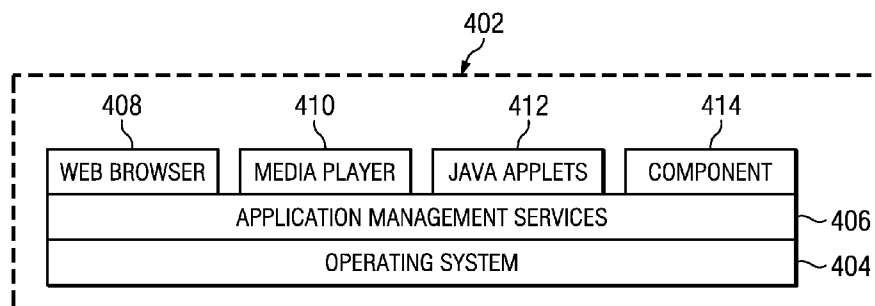 402
408 410 412 414
WEB BROWSER MEDIA PLAYER JAVA APPLETS COMPONENT
APPLICATION MANAGEMENT SERVICES 406
OPERATING SYSTEM 404